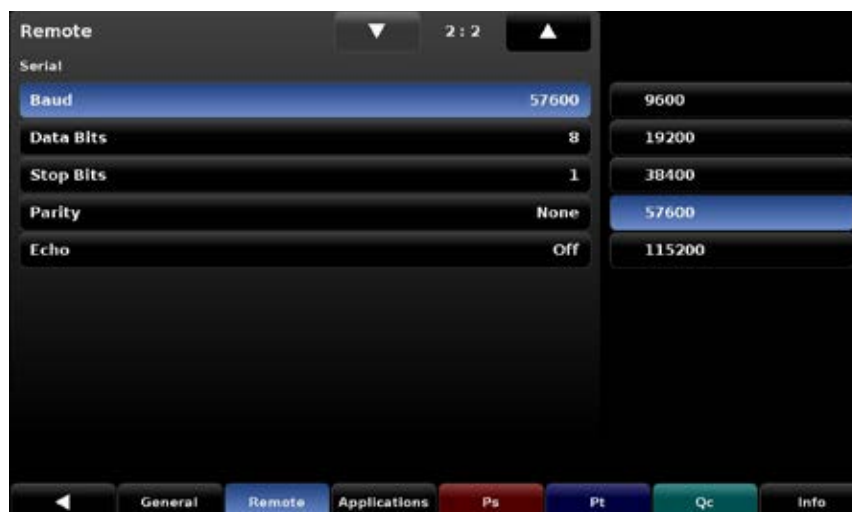 Remote ▼ 2:2 ▲
Serial
Baud 57600
Data Bits 8
Stop Bits 1
Parity None
Echo Off
9600
19200
38400
57600
115200
◀ General Remote Applications Ps Pt Qc Info